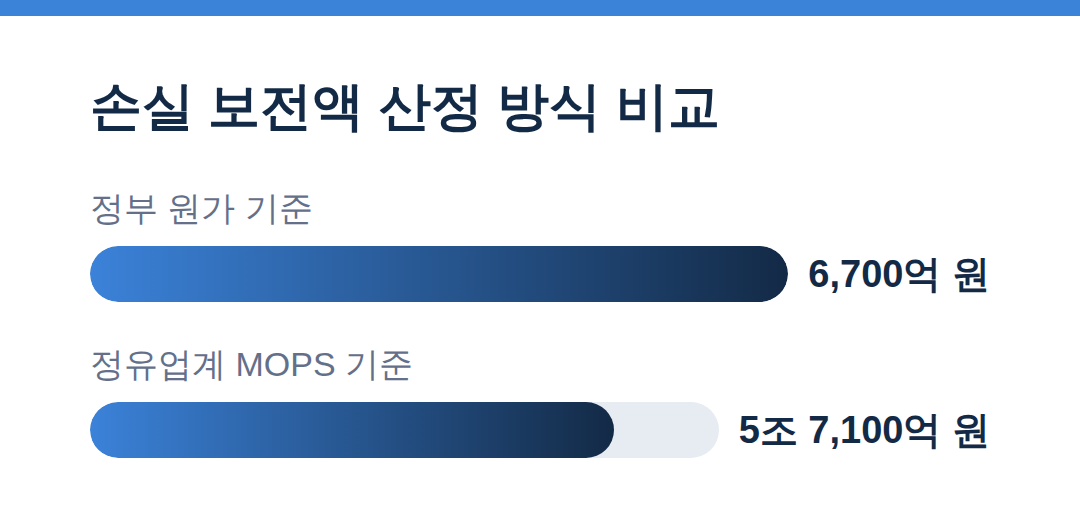 손실 보전액 산정 방식 비교
정부 원가 기준
6,700억 원
정유업계 MOPS 기준
5조 7,100억 원